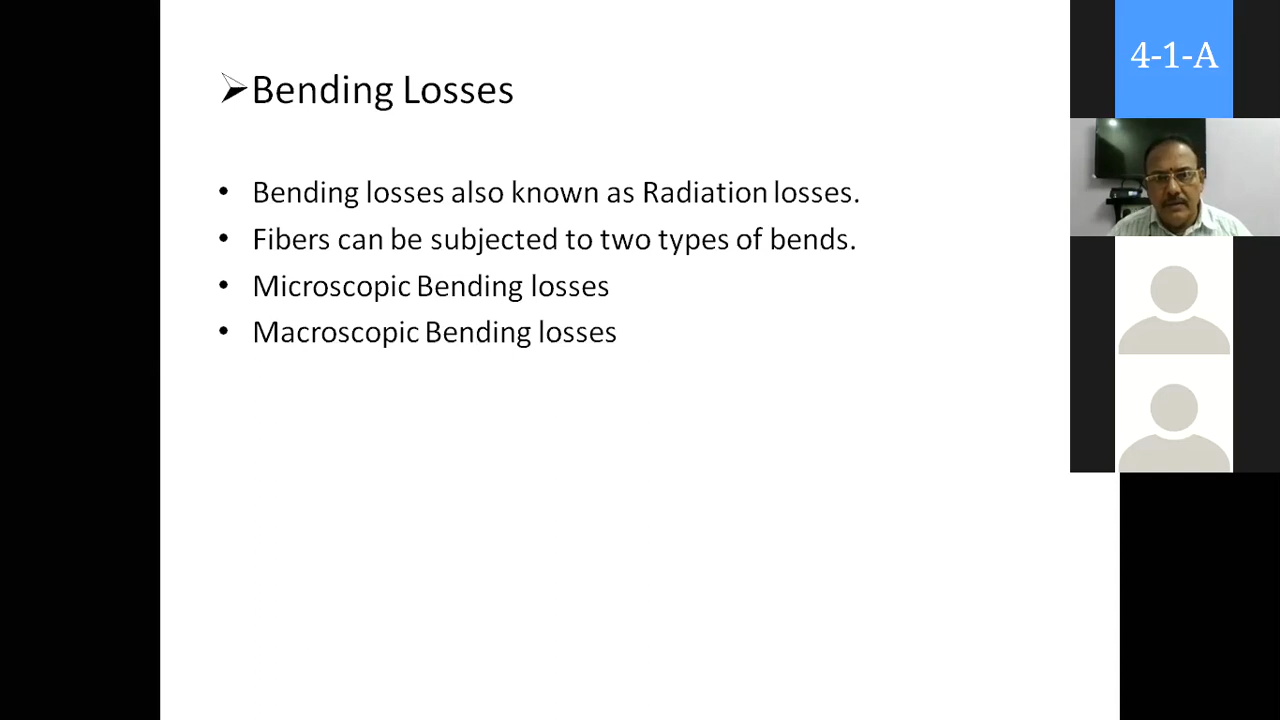 ➢Bending Losses
• Bending losses also known as Radiation losses.
• Fibers can be subjected to two types of bends.
• Microscopic Bending losses
• Macroscopic Bending losses
4-1-A